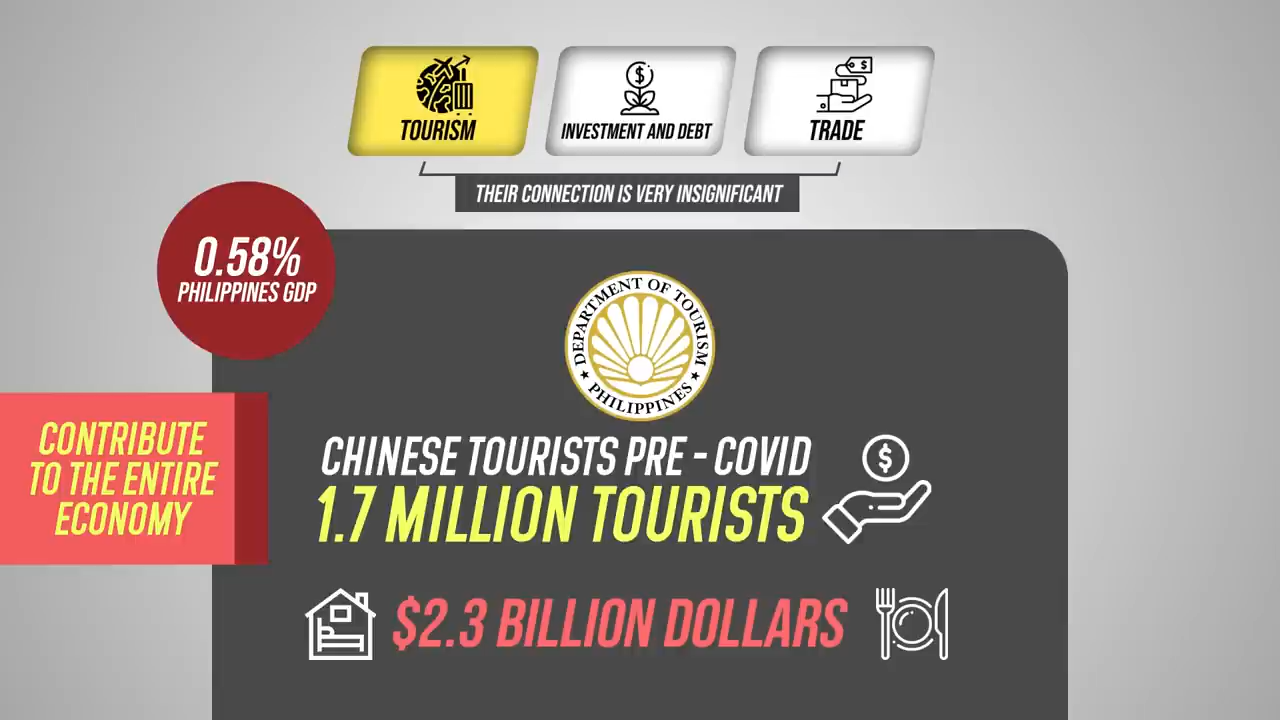 TOURISM
INVESTMENT AND DEBT
$
TRADE
$
THEIR CONNECTION IS VERY INSIGNIFICANT
0.58%
PHILIPPINES GDP
DEPARTMENT OF TOURISM
PHILIPPINES
CONTRIBUTE
TO THE ENTIRE
ECONOMY
CHINESE TOURISTS PRE - COVID
$
1.7 MILLION TOURISTS
$2.3 BILLION DOLLARS